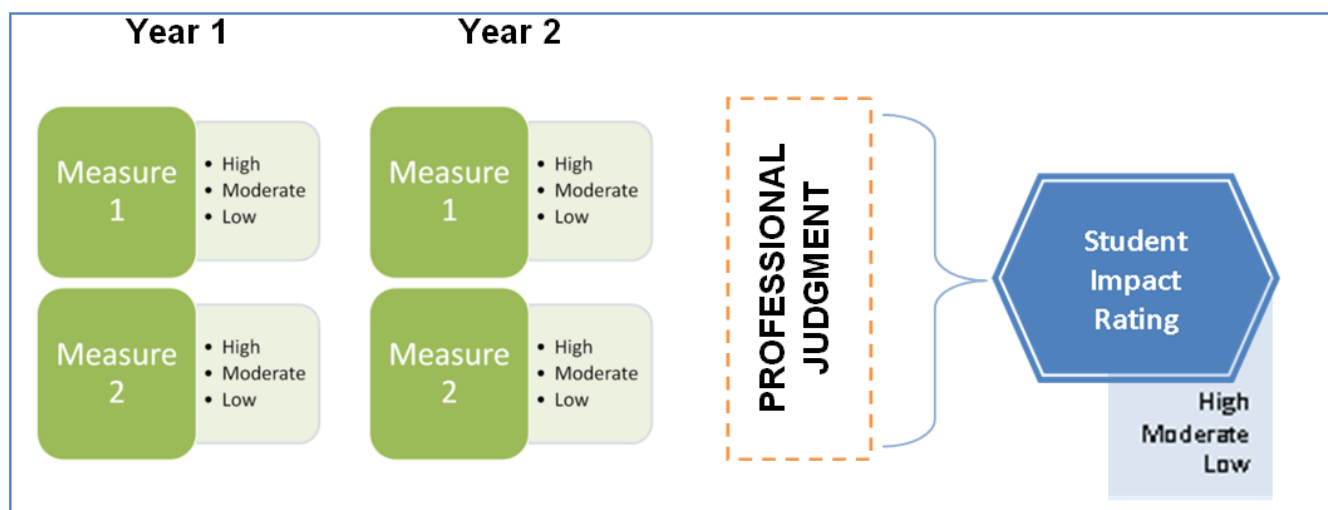 Year 1
Year 2
Measure
1
• High
• Moderate
• Low
Measure
1
• High
• Moderate
• Low
Measure
2
• High
• Moderate
• Low
Measure
2
• High
• Moderate
• Low
PROFESSIONAL
JUDGMENT
Student
Impact
Rating
High
Moderate
Low